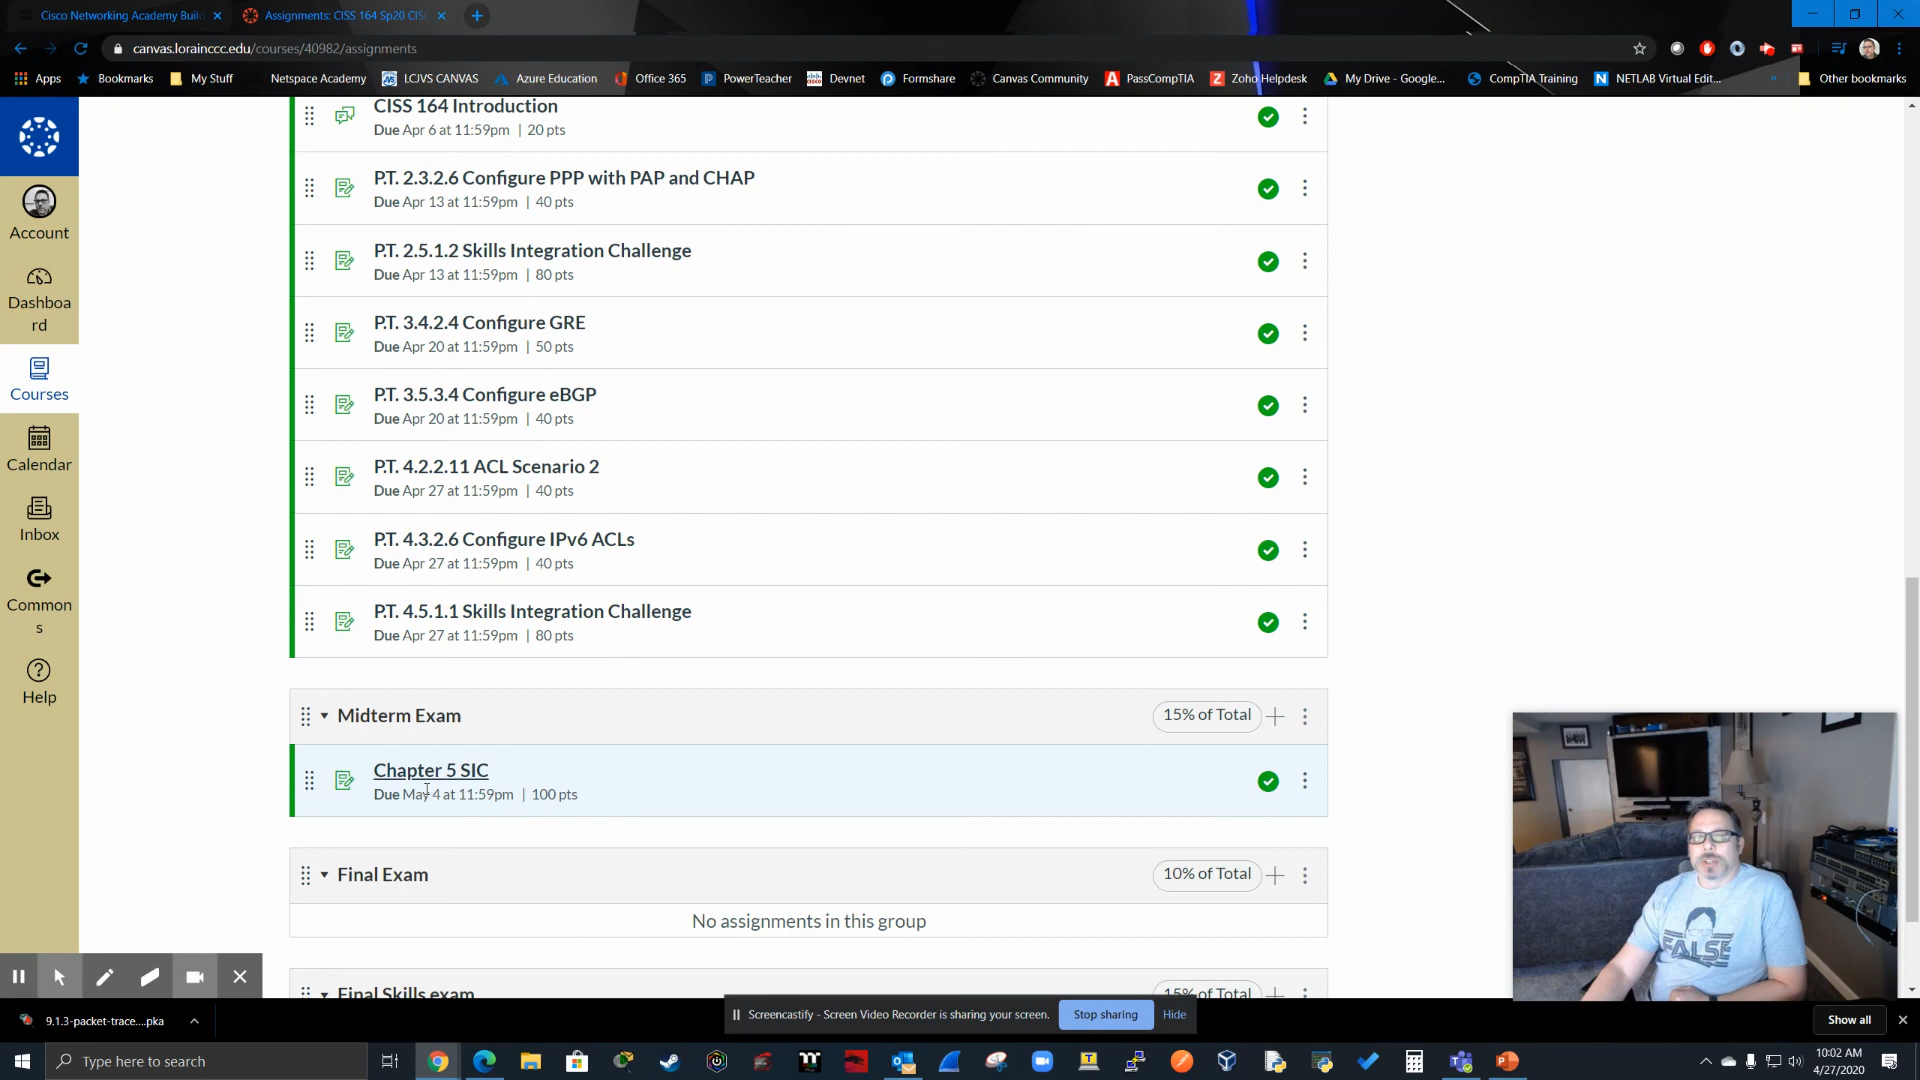 Cisco Networking Academy Buil
Assignments: CISS 164 Sp20 CIS
canvas.lorainccc.edu/courses/40982/assignments
Apps
Bookmarks
My Stuff
Netspace Academy
LCJVS CANVAS
Azure Education
Office 365
PowerTeacher
Devnet
Formshare
Canvas Community
PassCompTIA
Zoho Helpdesk
My Drive - Google...
CompTIA Training
NETLAB Virtual Edit...
»
Other bookmarks
Account
Dashboa
rd
Courses
Calendar
Inbox
Common
s
Help
CISS 164 Introduction
Due Apr 6 at 11:59pm | 20 pts
P.T. 2.3.2.6 Configure PPP with PAP and CHAP
Due Apr 13 at 11:59pm | 40 pts
P.T. 2.5.1.2 Skills Integration Challenge
Due Apr 13 at 11:59pm | 80 pts
P.T. 3.4.2.4 Configure GRE
Due Apr 20 at 11:59pm | 50 pts
P.T. 3.5.3.4 Configure eBGP
Due Apr 20 at 11:59pm | 40 pts
P.T. 4.2.2.11 ACL Scenario 2
Due Apr 27 at 11:59pm | 40 pts
P.T. 4.3.2.6 Configure IPv6 ACLs
Due Apr 27 at 11:59pm | 40 pts
P.T. 4.5.1.1 Skills Integration Challenge
Due Apr 27 at 11:59pm | 80 pts
Midterm Exam
15% of Total
Chapter 5 SIC
Due May 4 at 11:59pm | 100 pts
Final Exam
10% of Total
No assignments in this group
Final Skills exam
15% of Total
FALSE
Screencastify - Screen Video Recorder is sharing your screen.
Stop sharing
Hide
9.1.3-packet-trace....pka
Show all
Type here to search
10:02 AM
4/27/2020